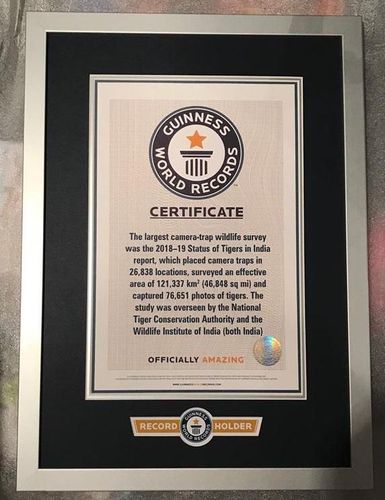 GUINNESS
WORLD RECORDS
CERTIFICATE
The largest camera-trap wildlife survey
was the 2018–19 Status of Tigers in India
report, which placed camera traps in
26,838 locations, surveyed an effective
area of 121,337 km² (46,848 sq mi) and
captured 76,651 photos of tigers. The
study was overseen by the National
Tiger Conservation Authority and the
Wildlife Institute of India (both India)
OFFICIALLY AMAZING
RECORD HOLDER
GUINNESS
WORLD RECORDS